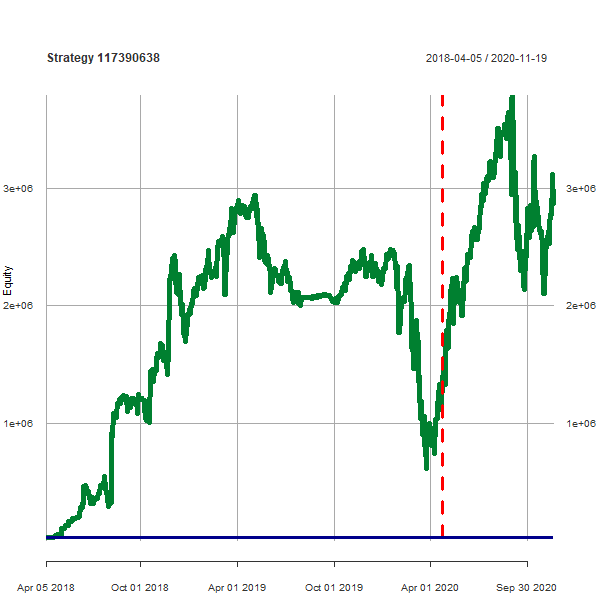 Strategy 117390638
2018-04-05 / 2020-11-19
3e+06
3e+06
Equity
2e+06
2e+06
1e+06
1e+06
Apr 05 2018
Oct 01 2018
Apr 01 2019
Oct 01 2019
Apr 01 2020
Sep 30 2020